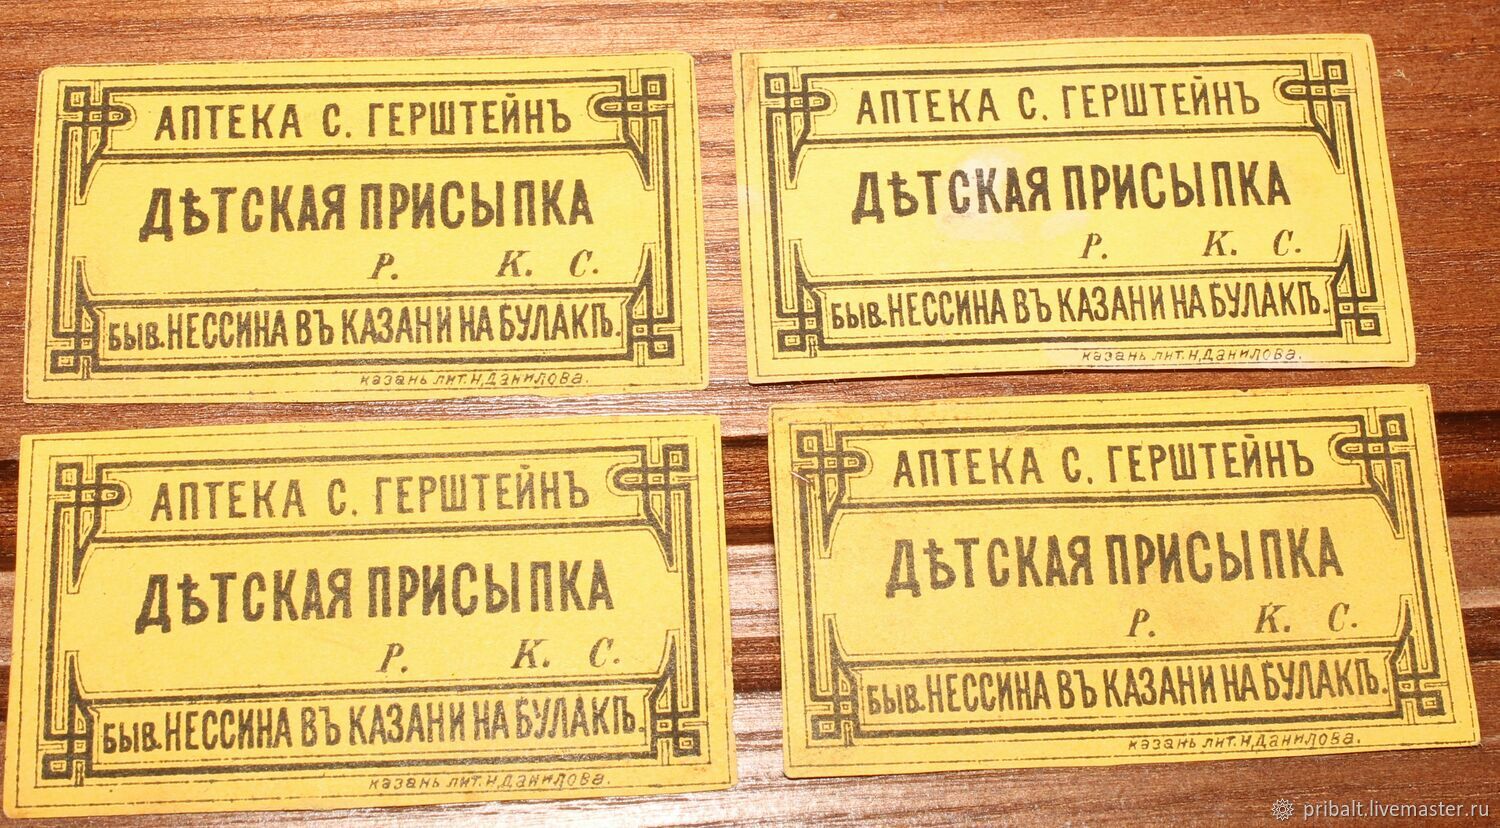 АПТЕКА С. ГЕРШТЕЙНЪ
ДѢТСКАЯ ПРИСЫПКА
Р. К. С.
БЫВ. НЕССИНА ВЪ КАЗАНИ НА БУЛАКѢ.
казань лит. Н, Данилова.
АПТЕКА С. ГЕРШТЕЙНЪ
ДѢТСКАЯ ПРИСЫПКА
Р. К. С.
БЫВ. НЕССИНА ВЪ КАЗАНИ НА БУЛАКѢ.
казань лит. Н, Данилова.
АПТЕКА С. ГЕРШТЕЙНЪ
ДѢТСКАЯ ПРИСЫПКА
Р. К. С.
БЫВ. НЕССИНА ВЪ КАЗАНИ НА БУЛАКѢ.
казань лит. Н, Данилова.
АПТЕКА С. ГЕРШТЕЙНЪ
ДѢТСКАЯ ПРИСЫПКА
Р. К. С.
БЫВ. НЕССИНА ВЪ КАЗАНИ НА БУЛАКѢ.
казань лит. Н, Данилова.
pribalt.livemaster.ru